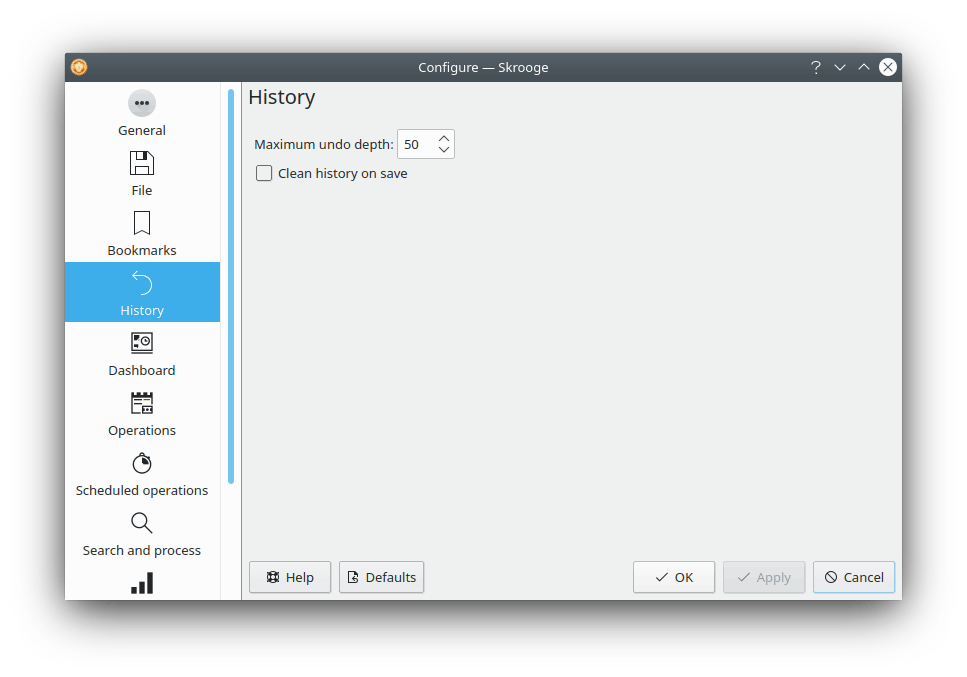 Configure — Skrooge
?
General
File
Bookmarks
History
Dashboard
Operations
Scheduled operations
Search and process
History
Maximum undo depth: 50
Clean history on save
Help Defaults OK Apply Cancel